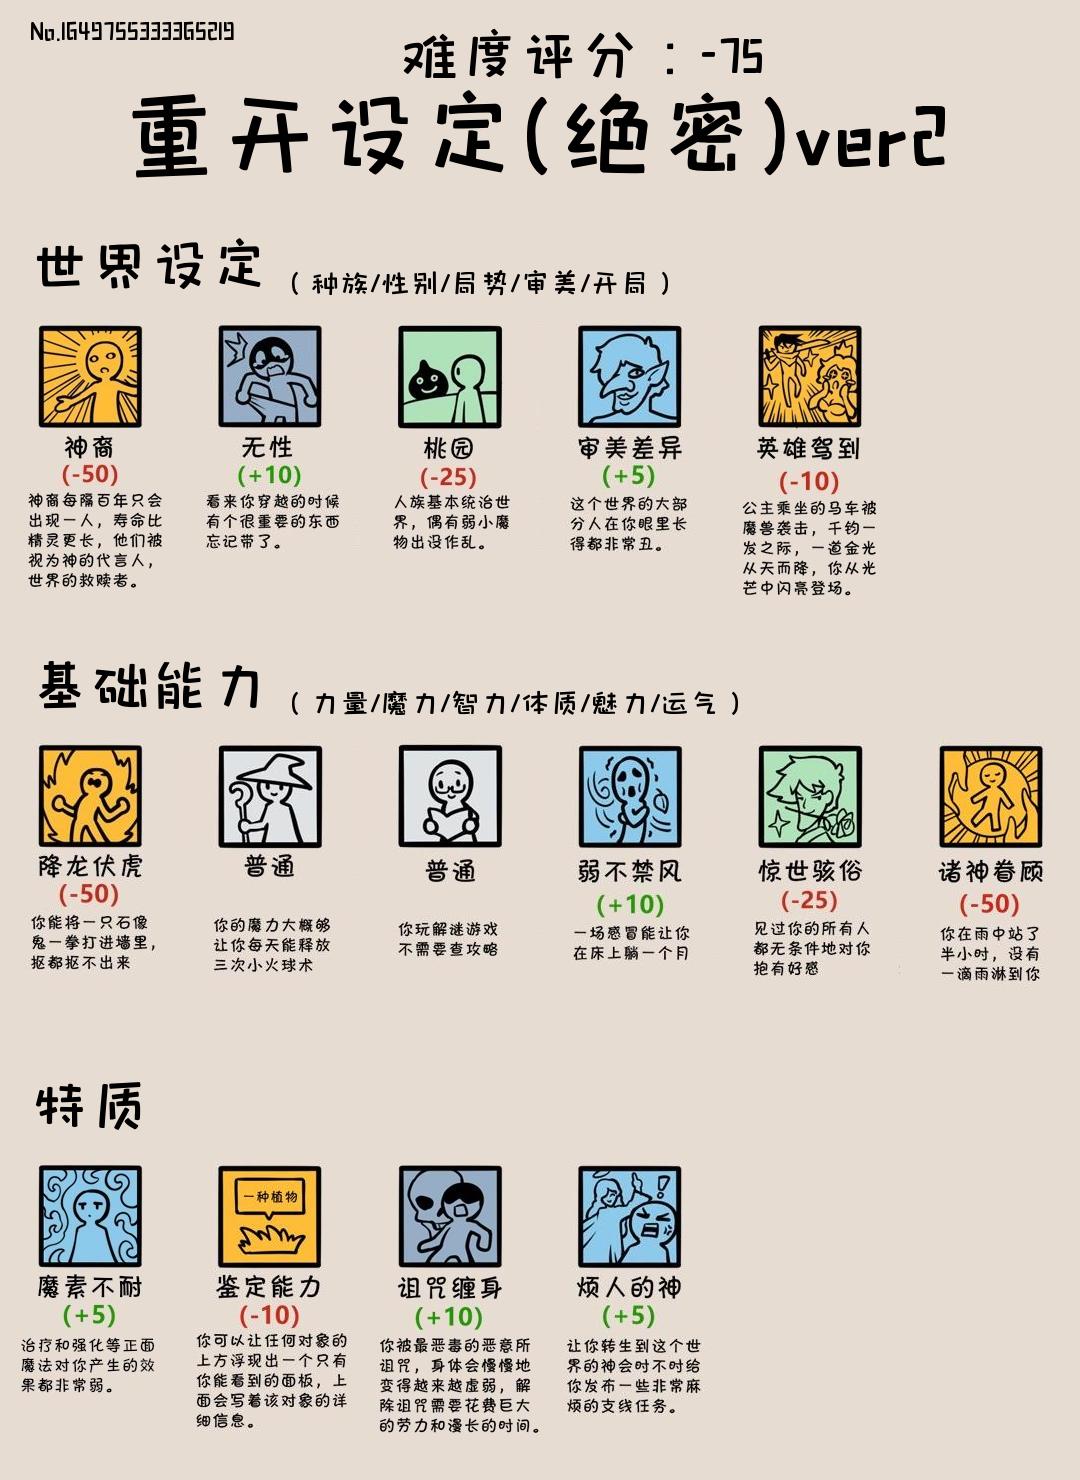 No.1649755333365219
难度评分：-75
重开设定(绝密)ver2
世界设定（种族/性别/局势/审美/开局）
神裔
(-50)
神裔每隔百年只会
出现一人，寿命比
精灵更长，他们被
视为神的代言人，
世界的救赎者。
无性
(+10)
看来你穿越的时候
有个很重要的东西
忘记带了。
桃园
(-25)
人族基本统治世
界，偶有弱小魔
物出没作乱。
审美差异
(+5)
这个世界的大部
分人在你眼里长
得都非常丑。
英雄驾到
(-10)
公主乘坐的马车被
魔兽袭击，千钧一
发之际，一道金光
从天而降，你从光
芒中闪亮登场。
基础能力（力量/魔力/智力/体质/魅力/运气）
降龙伏虎
(-50)
你能将一只石像
鬼一拳打进墙里，
抠都抠不出来
普通
你的魔力大概够
让你每天能释放
三次小火球术
普通
你玩解谜游戏
不需要查攻略
弱不禁风
(+10)
一场感冒能让你
在床上躺一个月
惊世骇俗
(-25)
见过你的所有人
都无条件地对你
抱有好感
诸神眷顾
(-50)
你在雨中站了
半小时，没有
一滴雨淋到你
特质
魔素不耐
(+5)
治疗和强化等正面
魔法对你产生的效
果都非常弱。
一种植物
鉴定能力
(-10)
你可以让任何对象的
上方浮现出一个只有
你能看到的面板，上
面会写着该对象的详
细信息。
诅咒缠身
(+10)
你被最恶毒的恶意所
诅咒，身体会慢慢地
变得越来越虚弱，解
除诅咒需要花费巨大
的劳力和漫长的时间。
烦人的神
(+5)
让你转生到这个世
界的神会时不时给
你发布一些非常麻
烦的支线任务。